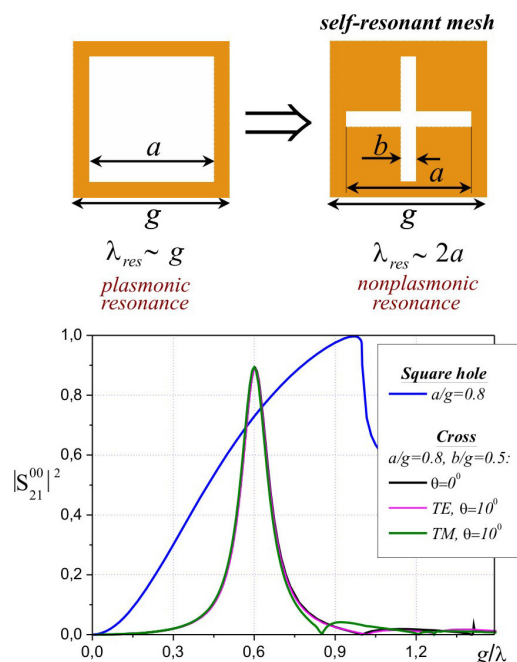 self-resonant mesh
a
b
a
g
g
λres ~ g
plasmonic
resonance
λres ~ 2a
nonplasmonic
resonance
|S₂₁⁰⁰|²
1,0
0,8
0,6
0,4
0,2
0,0
0,0
0,3
0,6
0,9
1,2
g/λ
Square hole
a/g=0.8
Cross
a/g=0.8, b/g=0.5:
θ=0⁰
TE, θ=10⁰
TM, θ=10⁰